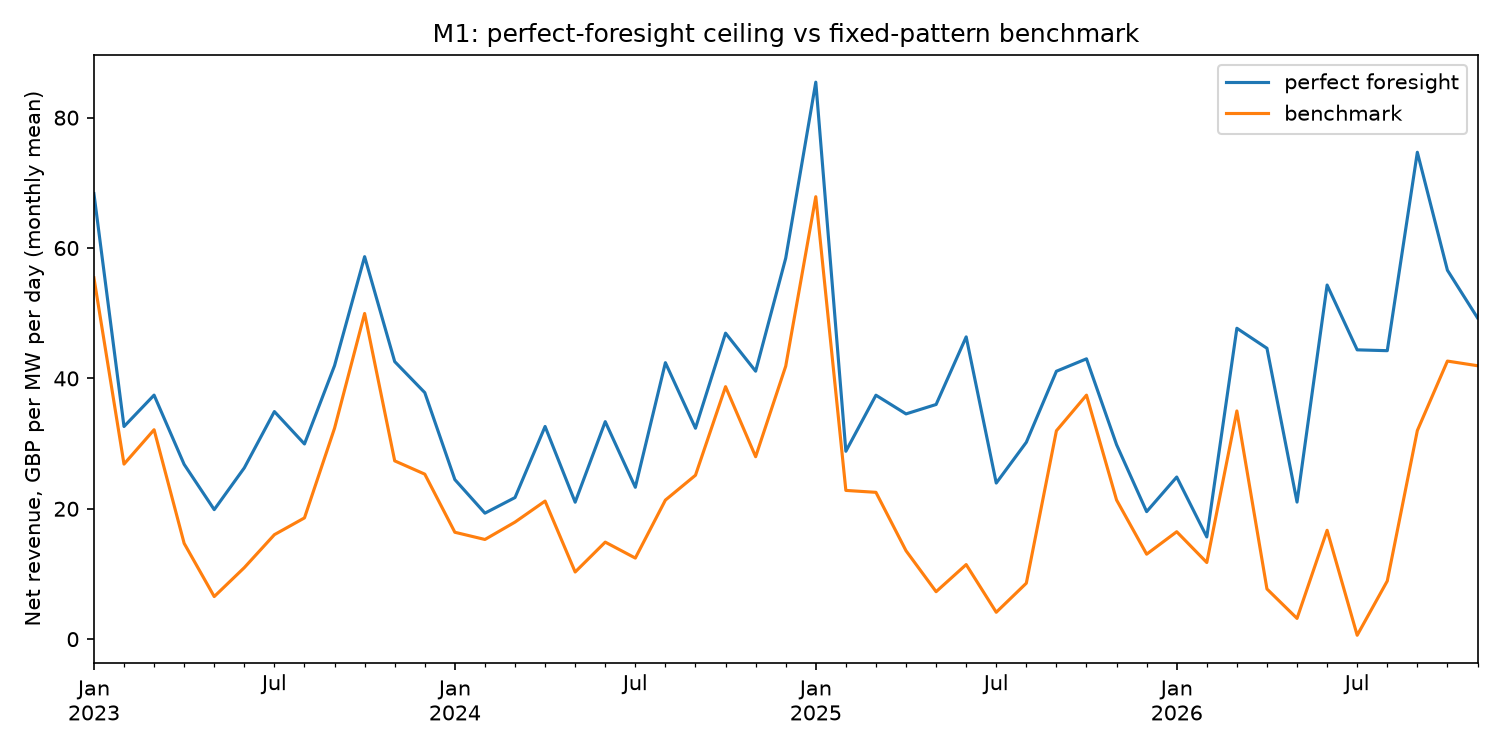 M1: perfect-foresight ceiling vs fixed-pattern benchmark
perfect foresight
benchmark
Net revenue, GBP per MW per day (monthly mean)
80
60
40
20
0
Jan
2023
Jul
Jan
2024
Jul
Jan
2025
Jul
Jan
2026
Jul